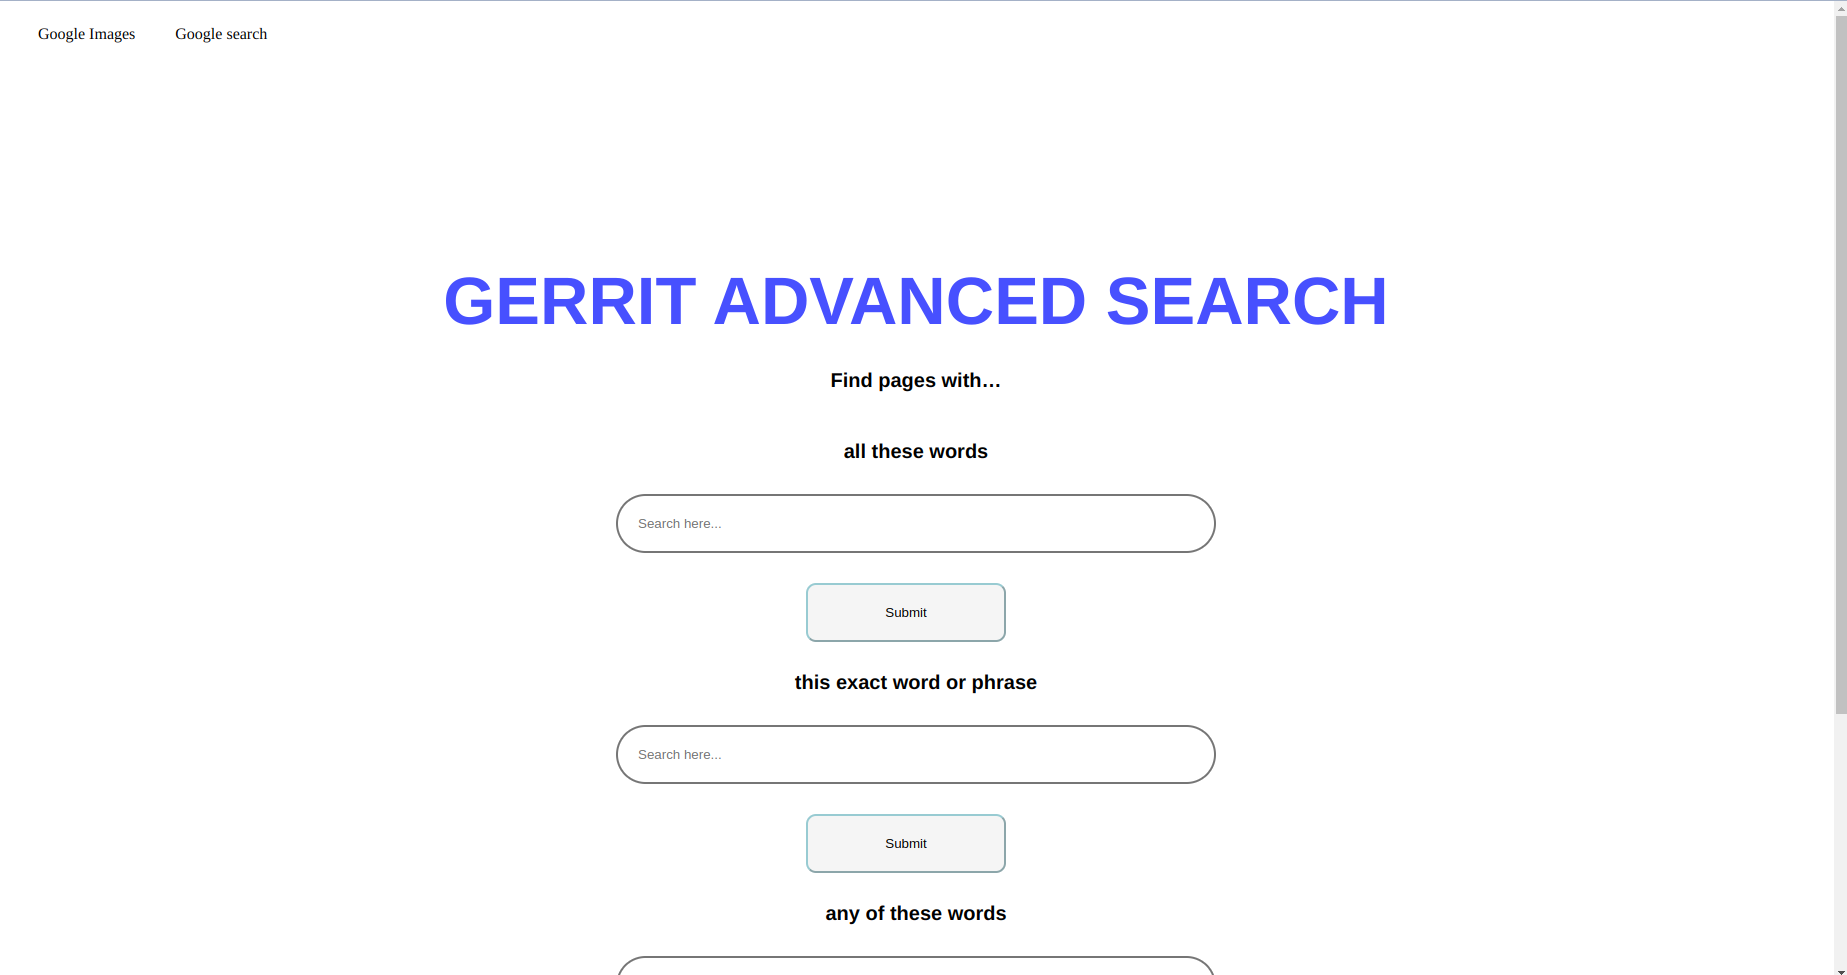 Google Images Google search
GERRIT ADVANCED SEARCH
Find pages with...
all these words
Search here...
Submit
this exact word or phrase
Search here...
Submit
any of these words